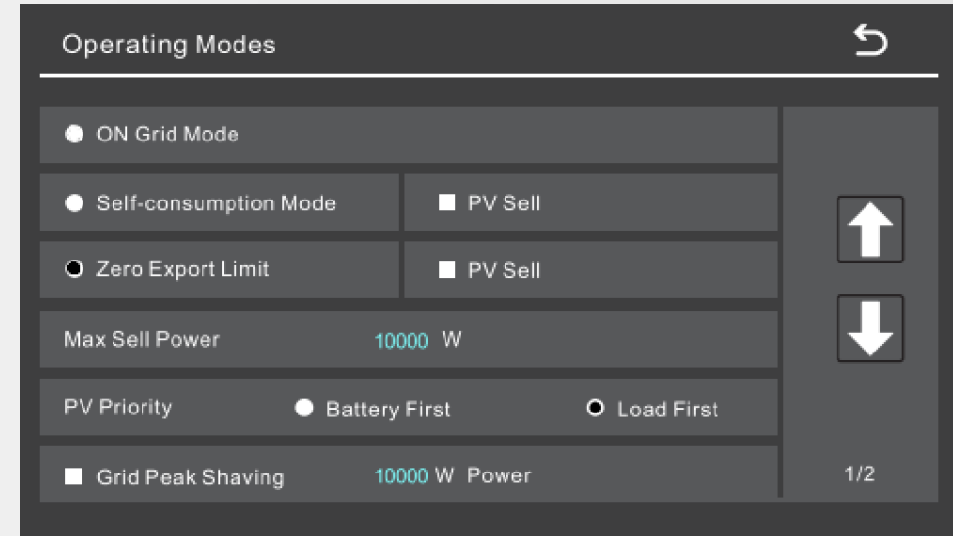 Operating Modes
ON Grid Mode
Self-consumption Mode PV Sell
Zero Export Limit PV Sell
Max Sell Power 10000 W
PV Priority Battery First Load First
Grid Peak Shaving 10000 W Power
1/2